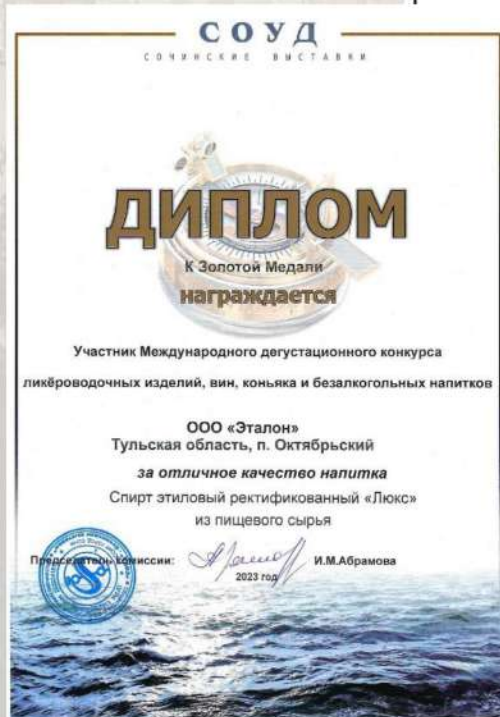 СОУД
СОЧИНСКИЕ ВЫСТАВКИ
ДИПЛОМ
К Золотой Медали
награждается
Участник Международного дегустационного конкурса
ликёроводочных изделий, вин, коньяка и безалкогольных напитков
ООО «Эталон»
Тульская область, п. Октябрьский
за отличное качество напитка
Спирт этиловый ректификованный «Люкс»
из пищевого сырья
Председатель комиссии: И.М.Абрамова
2023 год